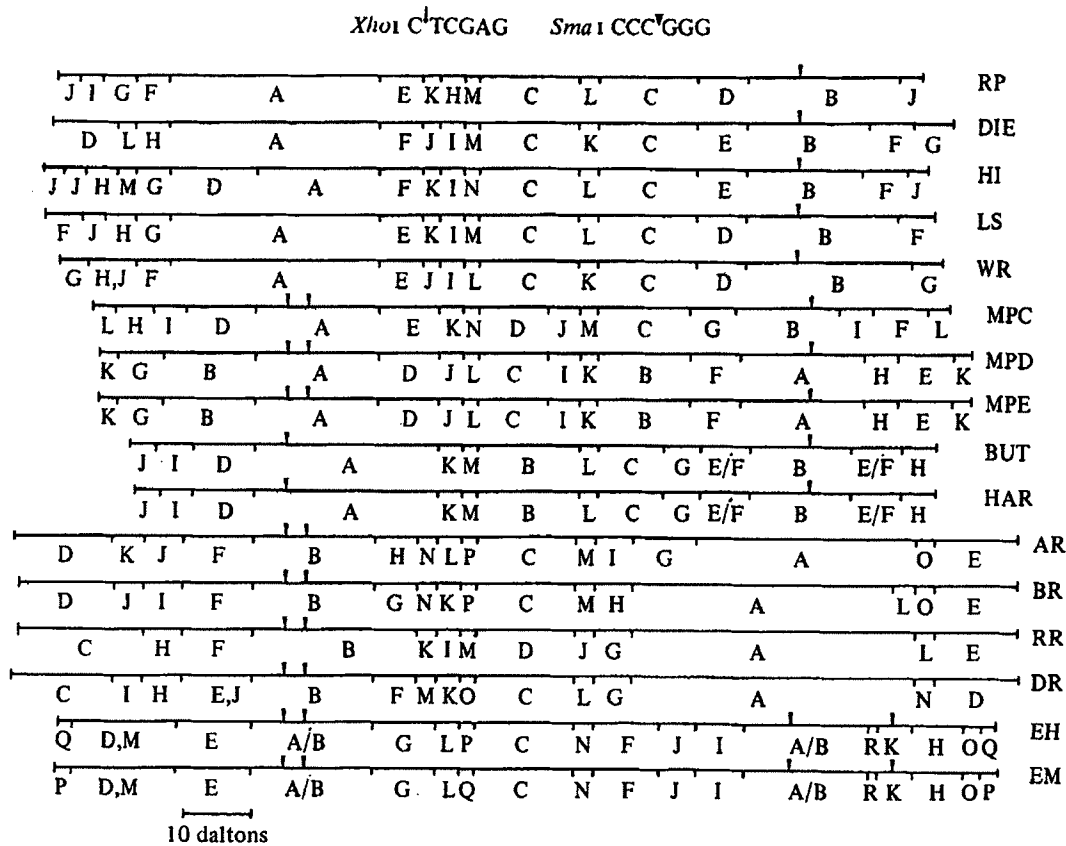 XhoI C↓TCGAG SmaI CCC▼GGG
J I G F A E K H M C L C D B J RP
D L H A F J I M C K C E B F G DIE
J J H M G D A F K I N C L C E B F J HI
F J H G A E K I M C L C D B F LS
G H,J F A E J I L C K C D B G WR
L H I D A E K N D J M C G B I F L MPC
K G B A D J L C I K B F A H E K MPD
K G B A D J L C I K B F A H E K MPE
J I D A K M B L C G E/F B E/F H BUT
J I D A K M B L C G E/F B E/F H HAR
D K J F B H N L P C M I G A O E AR
D J I F B G N K P C M H A L O E BR
C H F B K I M D J G A L E RR
C I H E,J B F M K O C L G A N D DR
Q D,M E A/B G L P C N F J I A/B R K H O Q EH
P D,M E A/B G L Q C N F J I A/B R K H O P EM
10 daltons